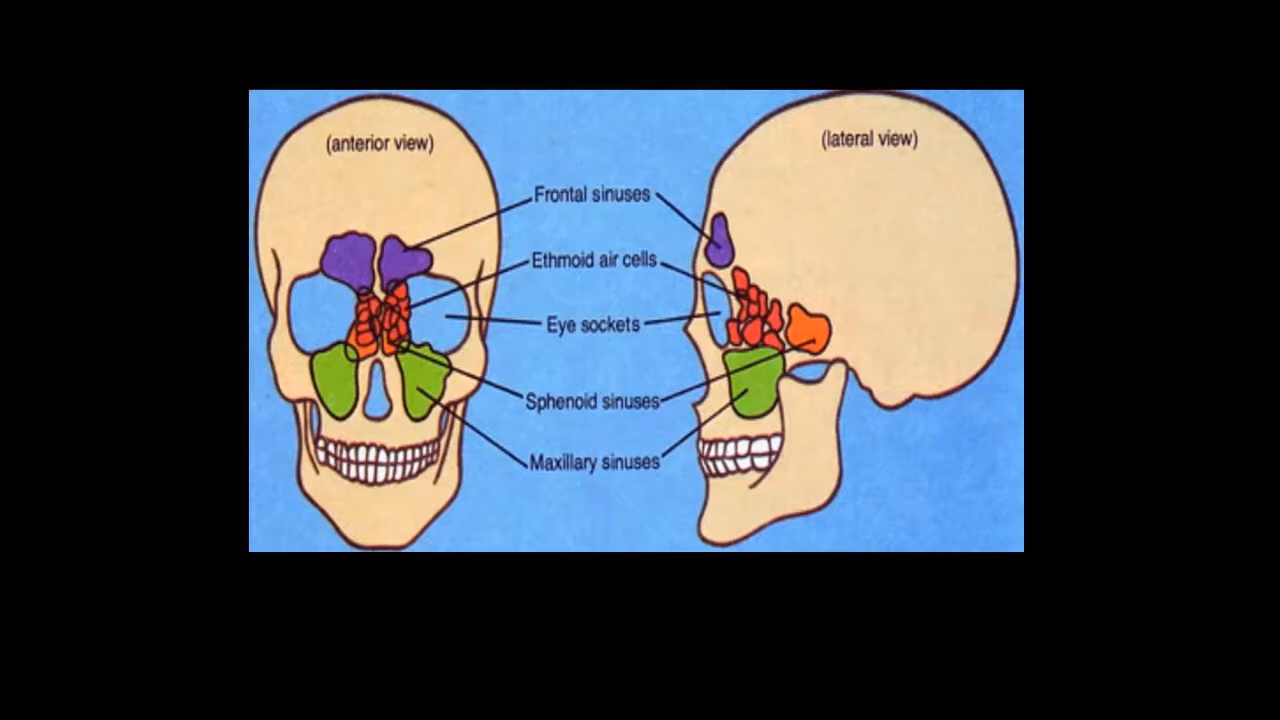 (anterior view)
(lateral view)
Frontal sinuses
Ethmoid air cells
Eye sockets
Sphenoid sinuses
Maxillary sinuses